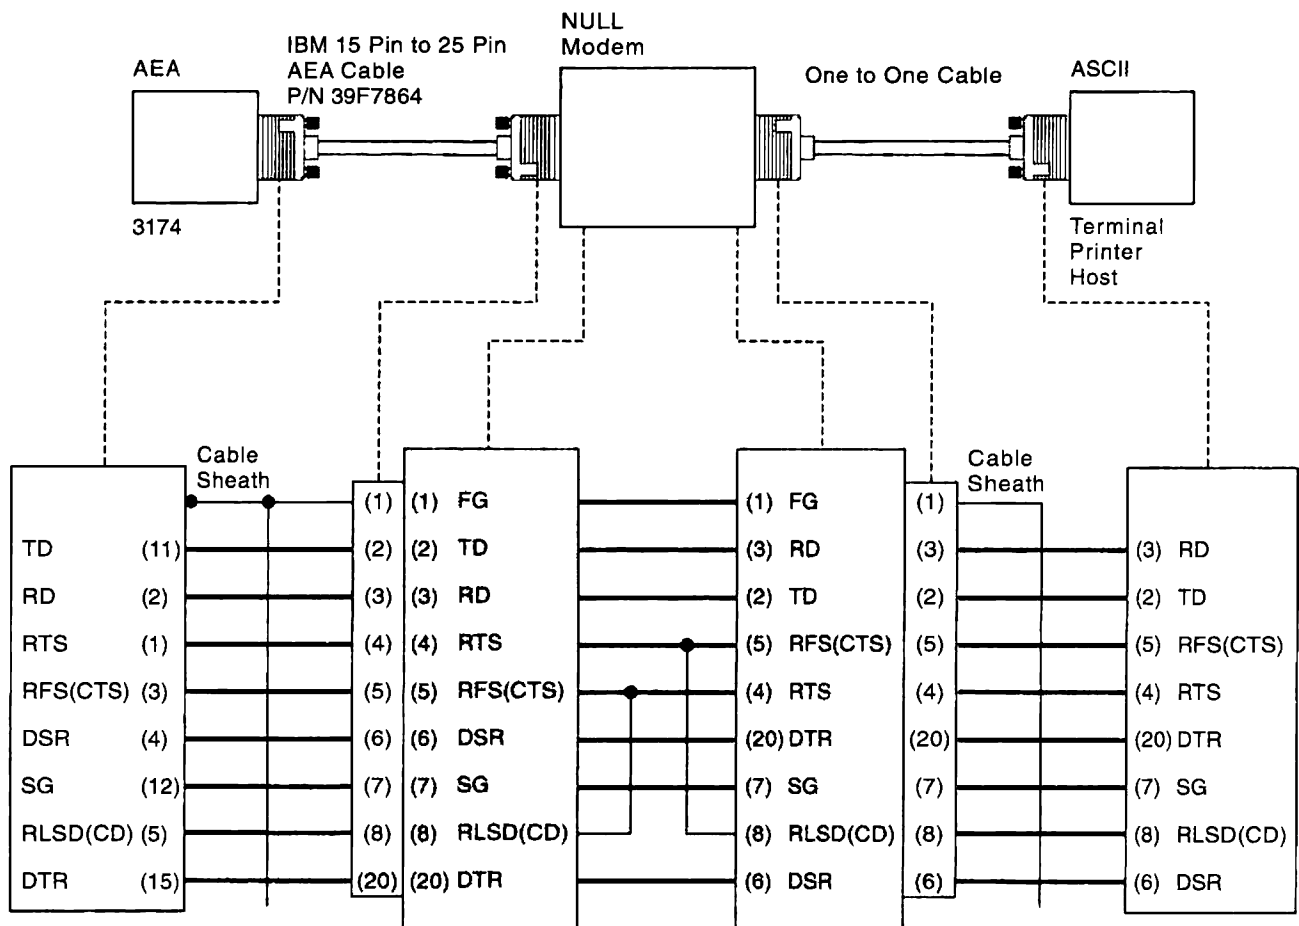 NULL
Modem
IBM 15 Pin to 25 Pin
AEA Cable
P/N 39F7864
AEA
One to One Cable
ASCII
3174
Terminal
Printer
Host
Cable
Sheath
Cable
Sheath
(1) (1) FG (1) FG (1)
TD (11) (2) (2) TD (3) RD (3) (3) RD
RD (2) (3) (3) RD (2) TD (2) (2) TD
RTS (1) (4) (4) RTS (5) RFS(CTS) (5) (5) RFS(CTS)
RFS(CTS) (3) (5) (5) RFS(CTS) (4) RTS (4) (4) RTS
DSR (4) (6) (6) DSR (20) DTR (20) (20) DTR
SG (12) (7) (7) SG (7) SG (7) (7) SG
RLSD(CD) (5) (8) (8) RLSD(CD) (8) RLSD(CD) (8) (8) RLSD(CD)
DTR (15) (20) (20) DTR (6) DSR (6) (6) DSR